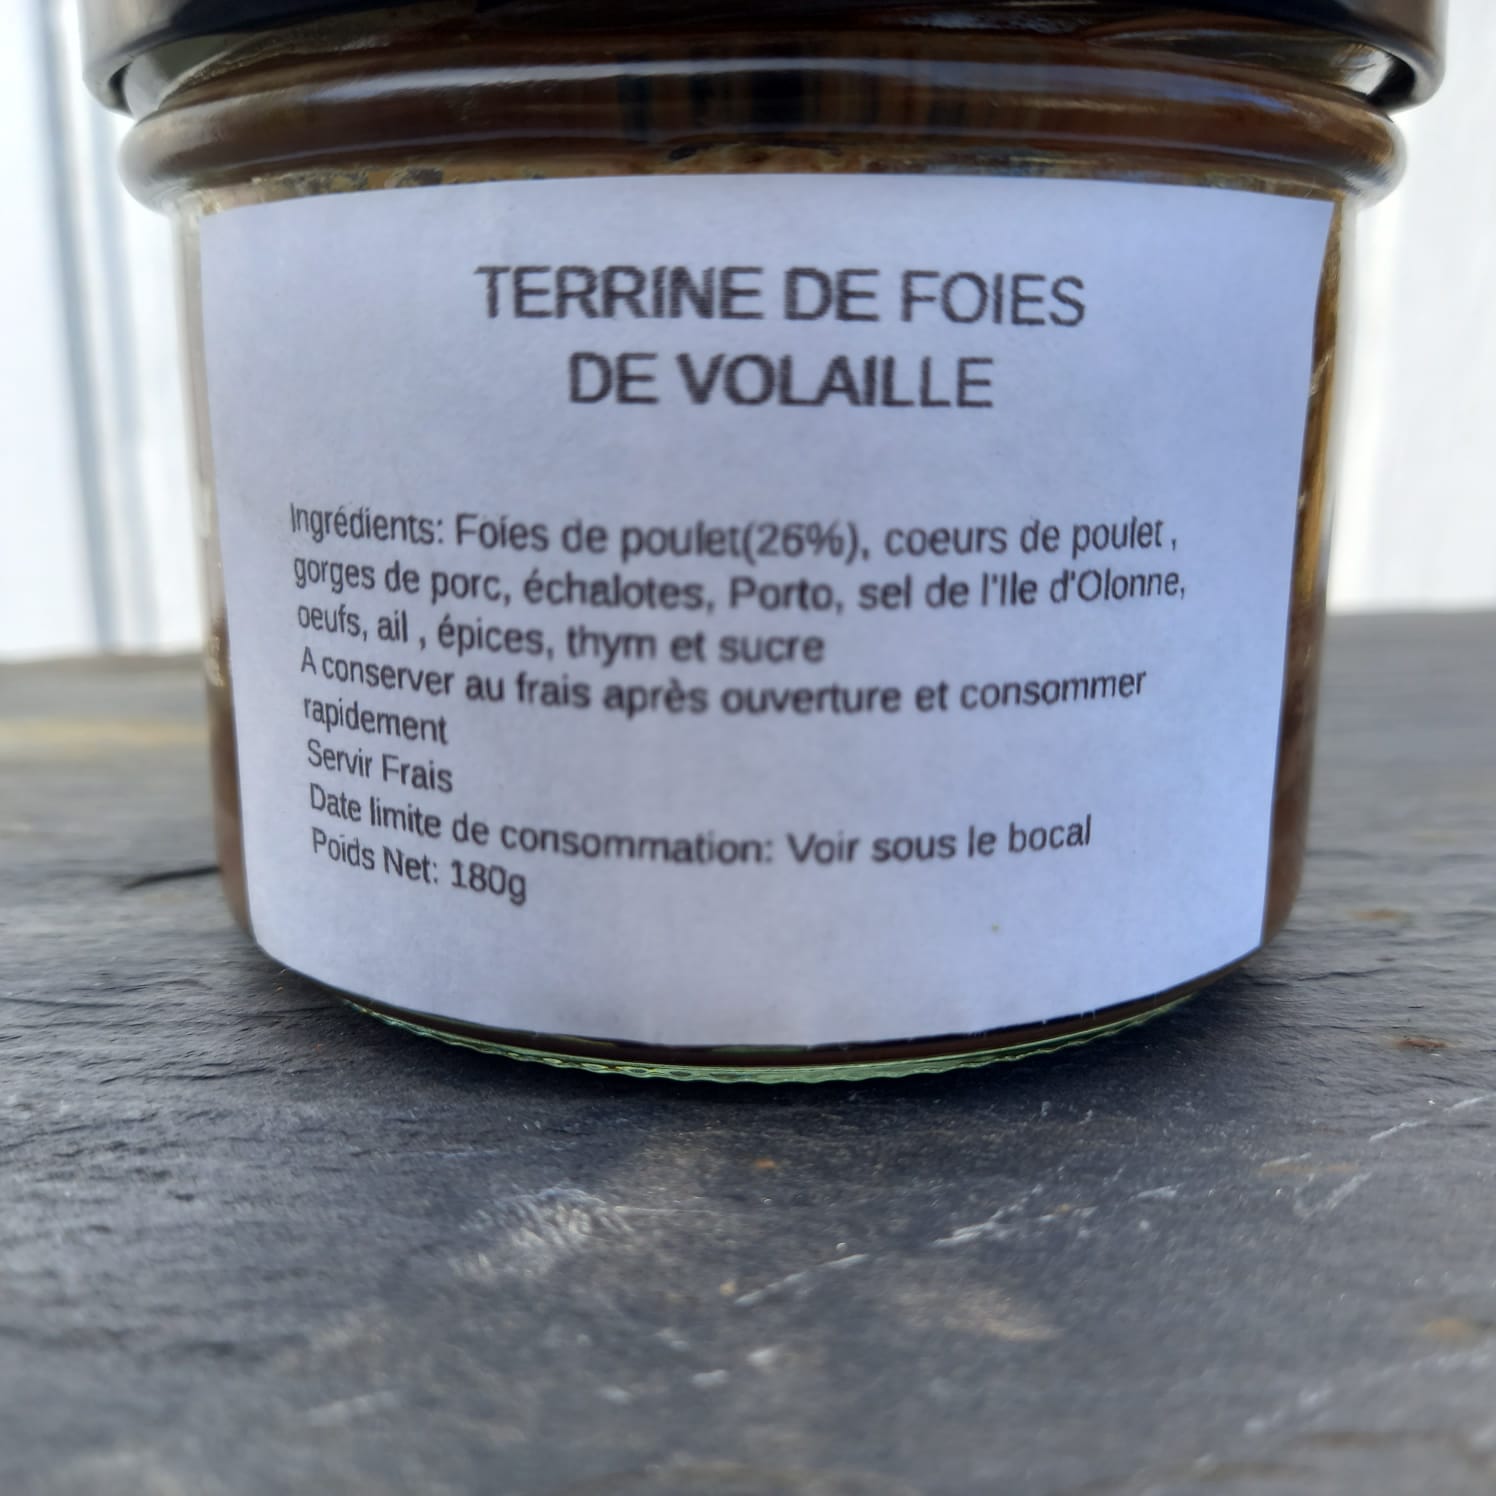 TERRINE DE FOIES
DE VOLAILLE
Ingrédients: Foies de poulet(26%), coeurs de poulet ,
gorges de porc, échalotes, Porto, sel de l'Ile d'Olonne,
oeufs, ail , épices, thym et sucre
A conserver au frais après ouverture et consommer
rapidement
Servir Frais
Date limite de consommation: Voir sous le bocal
Poids Net: 180g